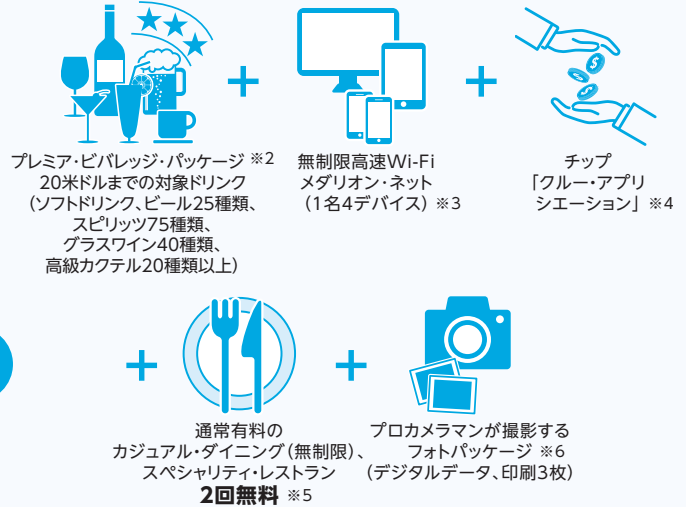 プレミア・ビバレッジ・パッケージ ※2
20米ドルまでの対象ドリンク
(ソフトドリンク、ビール25種類、
スピリッツ75種類、
グラスワイン40種類、
高級カクテル20種類以上)
無制限高速Wi-Fi
メダリオン・ネット
(1名4デバイス) ※3
チップ
「クルー・アプリ
シエーション」 ※4
通常有料の
カジュアル・ダイニング(無制限)、
スペシャリティ・レストラン
2回無料 ※5
プロカメラマンが撮影する
フォトパッケージ ※6
(デジタルデータ、印刷3枚)